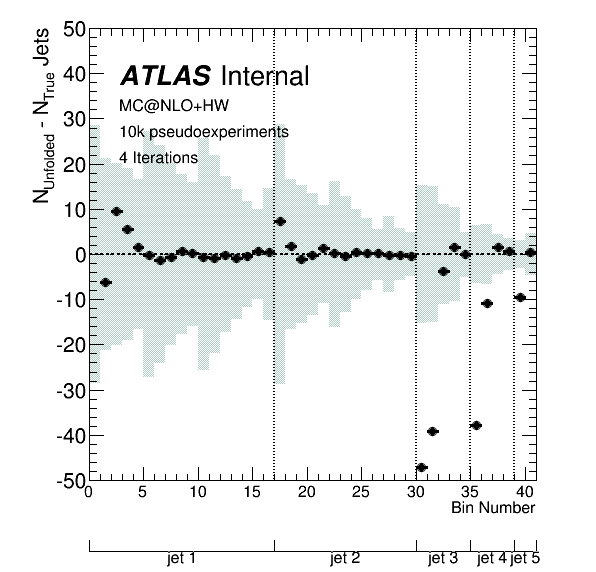 N_Unfolded - N_True Jets
50
40
30
20
10
0
-10
-20
-30
-40
-50
ATLAS Internal
MC@NLO+HW
10k pseudoexperiments
4 Iterations
0 5 10 15 20 25 30 35 40
Bin Number
jet 1 jet 2 jet 3 jet 4 jet 5